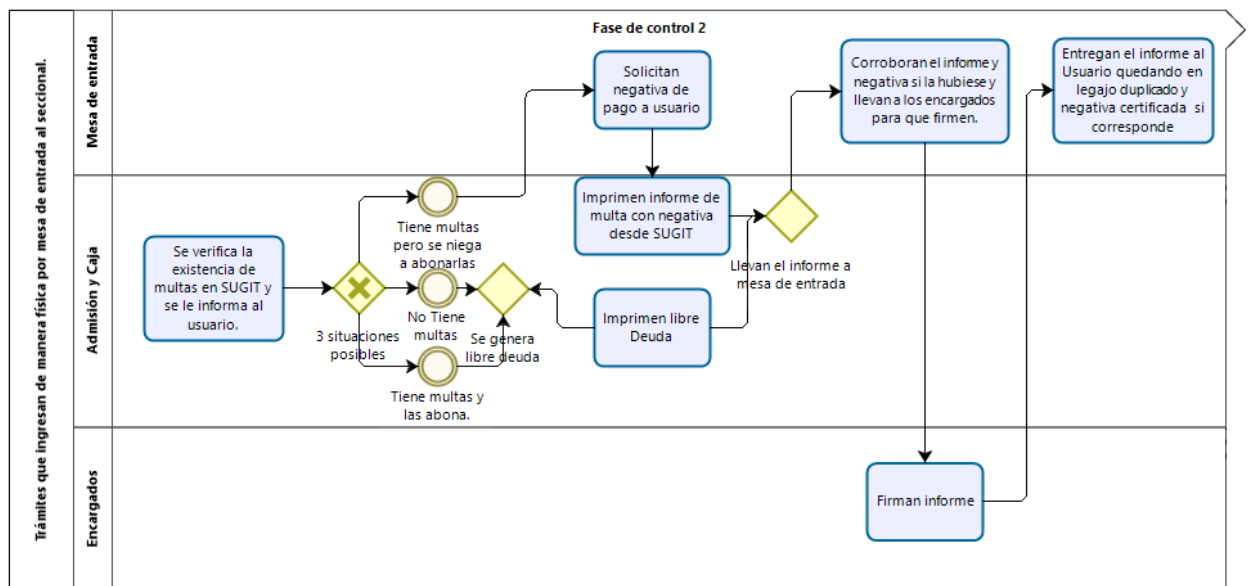 Trámites que ingresan de manera física por mesa de entrada al seccional.
Fase de control 2
Mesa de entrada
Solicitan
negativa de
pago a usuario
Corroboran el informe y
negativa si la hubiese y
llevan a los encargados
para que firmen.
Entregan el informe al
Usuario quedando en
legajo duplicado y
negativa certificada si
corresponde
Admisión y Caja
Se verifica la
existencia de
multas en SUGIT y
se le informa al
usuario.
3 situaciones
posibles
Tiene multas
pero se niega
a abonarlas
No Tiene
multas
Tiene multas y
las abona.
Se genera
libre deuda
Imprimen informe de
multa con negativa
desde SUGIT
Imprimen libre
Deuda
Llevan el informe a
mesa de entrada
Encargados
Firman informe